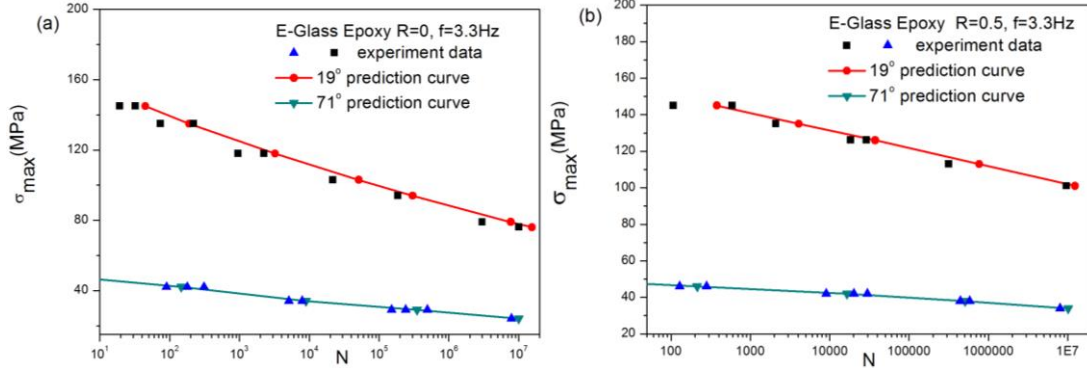 (a)
E-Glass Epoxy R=0, f=3.3Hz
experiment data
19° prediction curve
71° prediction curve
200
160
120
80
40
σmax(MPa)
10¹ 10² 10³ 10⁴ 10⁵ 10⁶ 10⁷
N
(b)
E-Glass Epoxy R=0.5, f=3.3Hz
experiment data
19° prediction curve
71° prediction curve
200
180
160
140
120
100
80
60
40
20
σmax(MPa)
100 1000 10000 100000 1000000 1E7
N